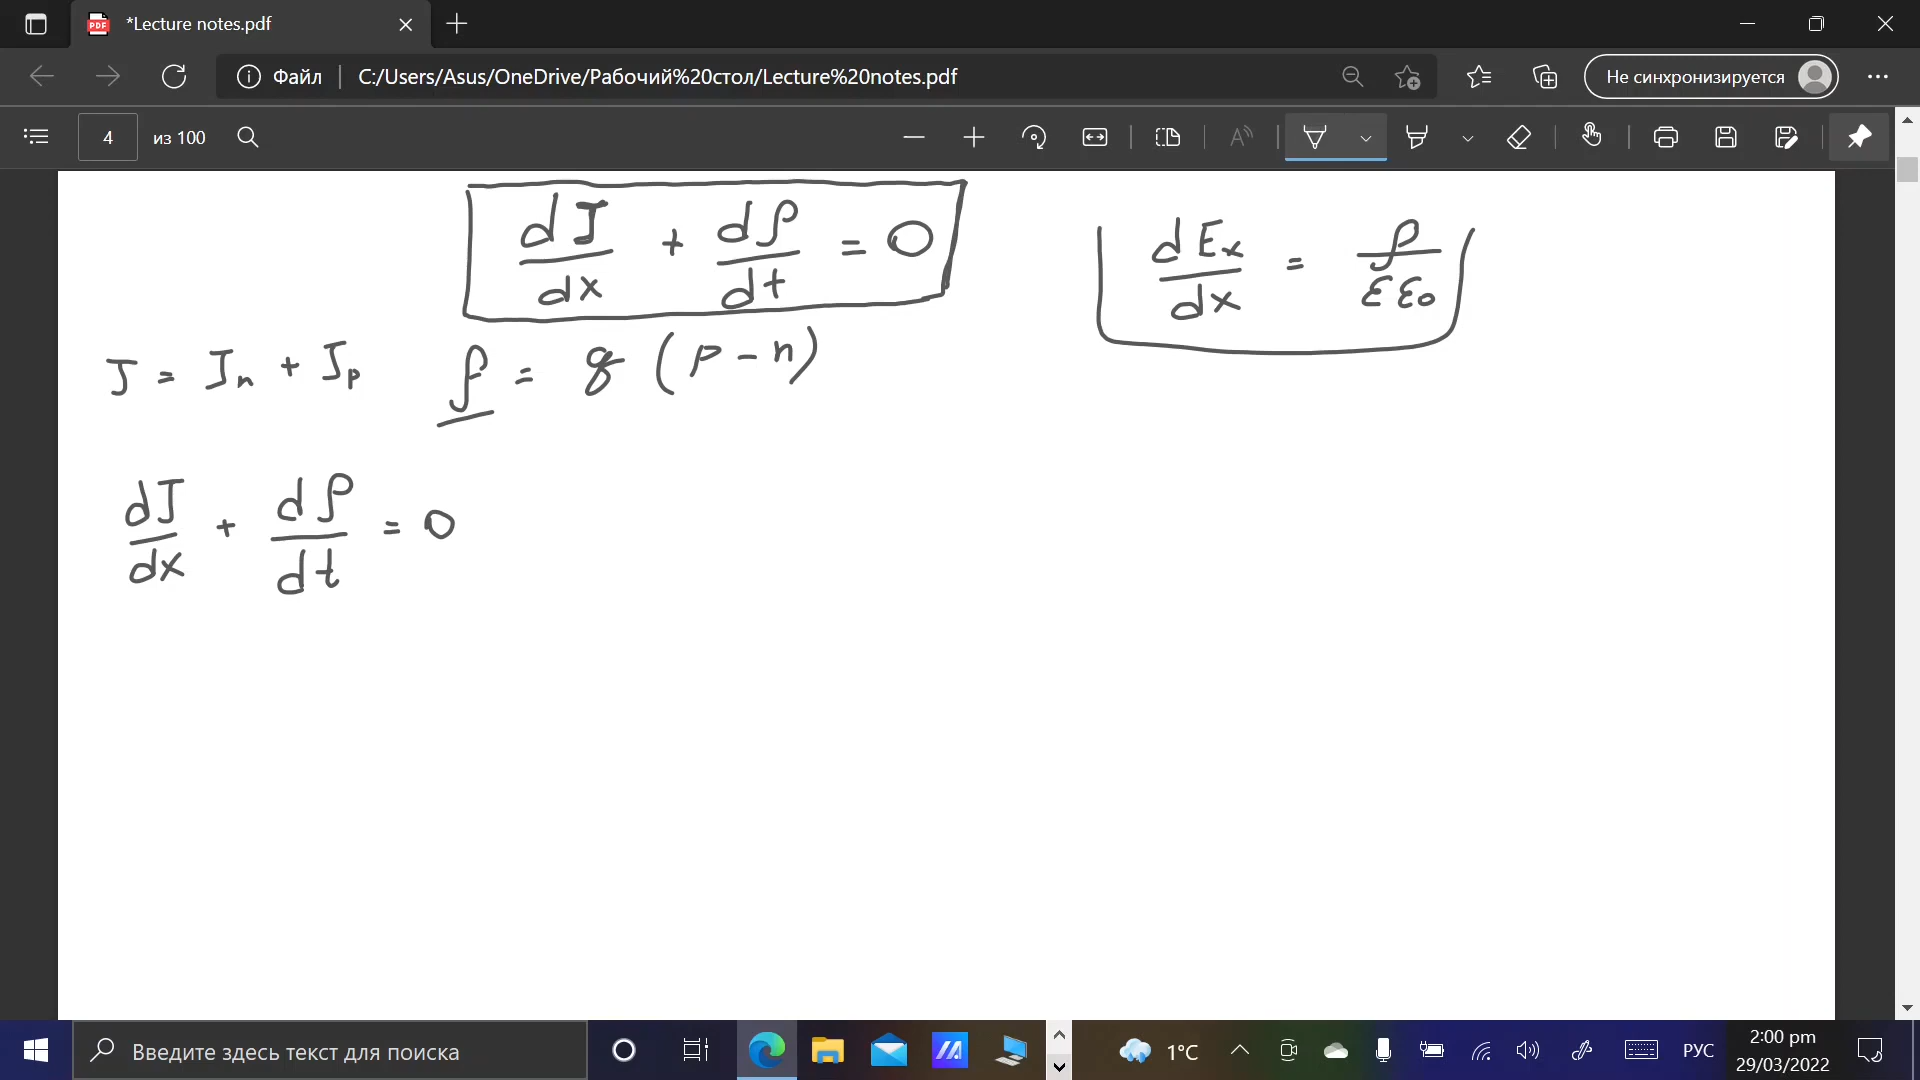 *Lecture notes.pdf
Файл | C:/Users/Asus/OneDrive/Рабочий%20стол/Lecture%20notes.pdf
Не синхронизируется
4 из 100
dJ/dx + dρ/dt = 0
dEx/dx = ρ/εε0
J = Jn + Jp
ρ = q (p - n)
dJ/dx + dρ/dt = 0
Введите здесь текст для поиска
1°C
РУС
2:00 pm
29/03/2022